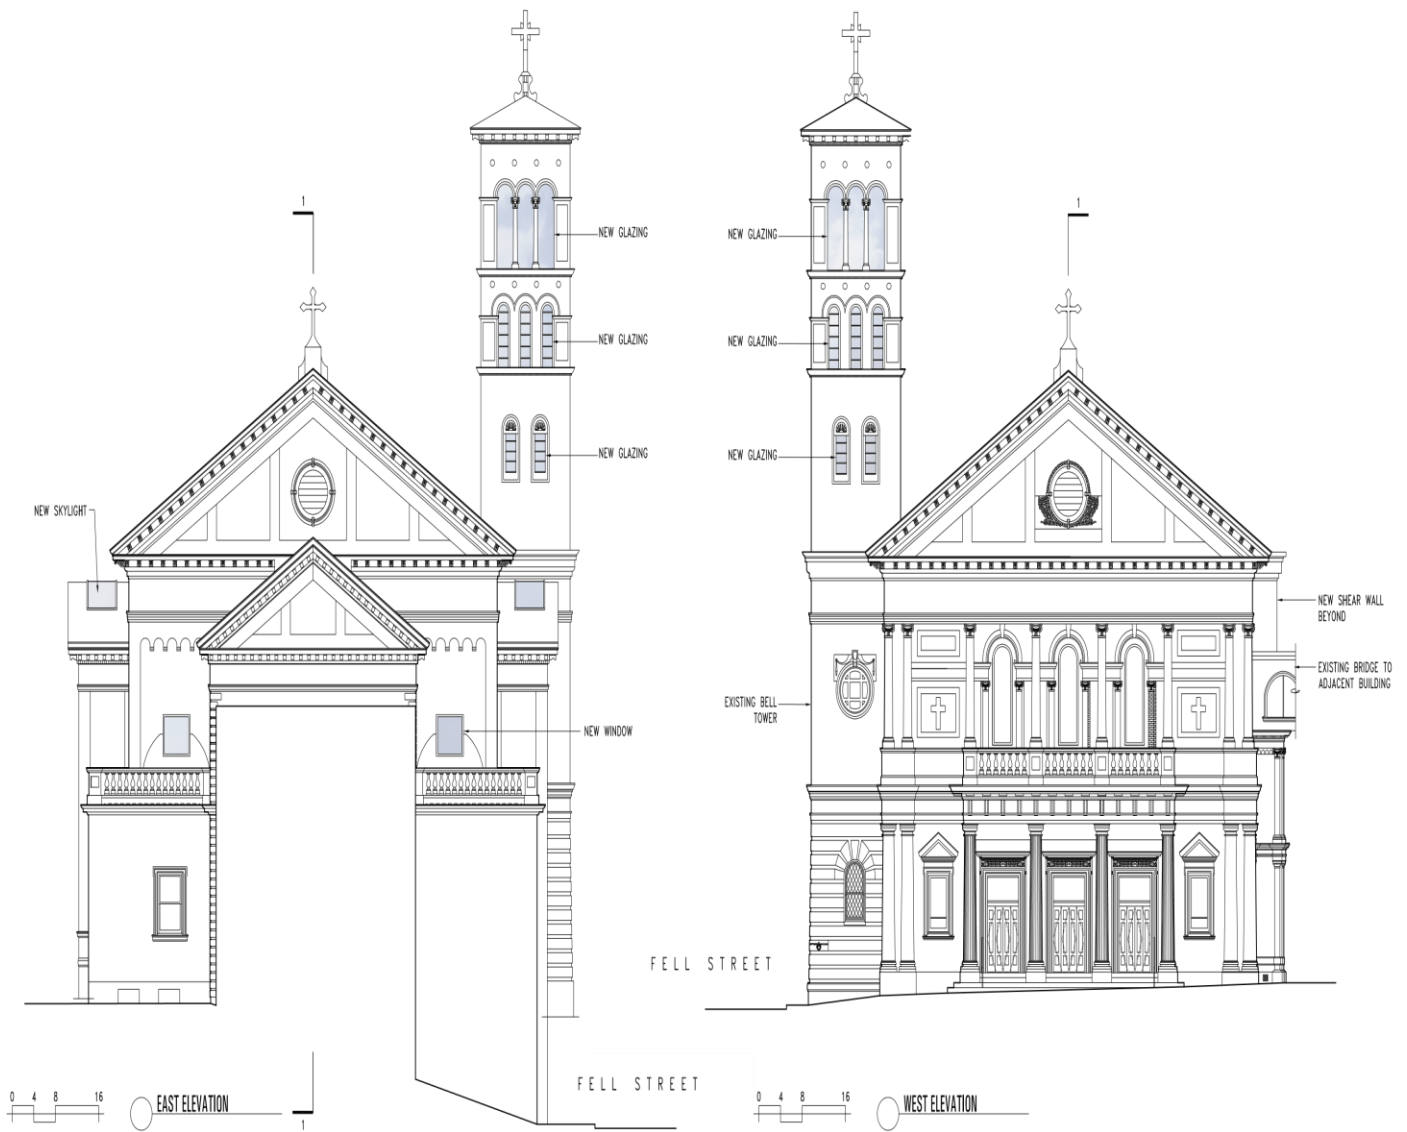 1
NEW GLAZING
NEW GLAZING
NEW GLAZING
NEW SKYLIGHT
NEW WINDOW
FELL STREET
0 4 8 16
EAST ELEVATION
1
1
NEW GLAZING
NEW GLAZING
NEW GLAZING
NEW SHEAR WALL
BEYOND
EXISTING BRIDGE TO
ADJACENT BUILDING
EXISTING BELL
TOWER
FELL STREET
0 4 8 16
WEST ELEVATION